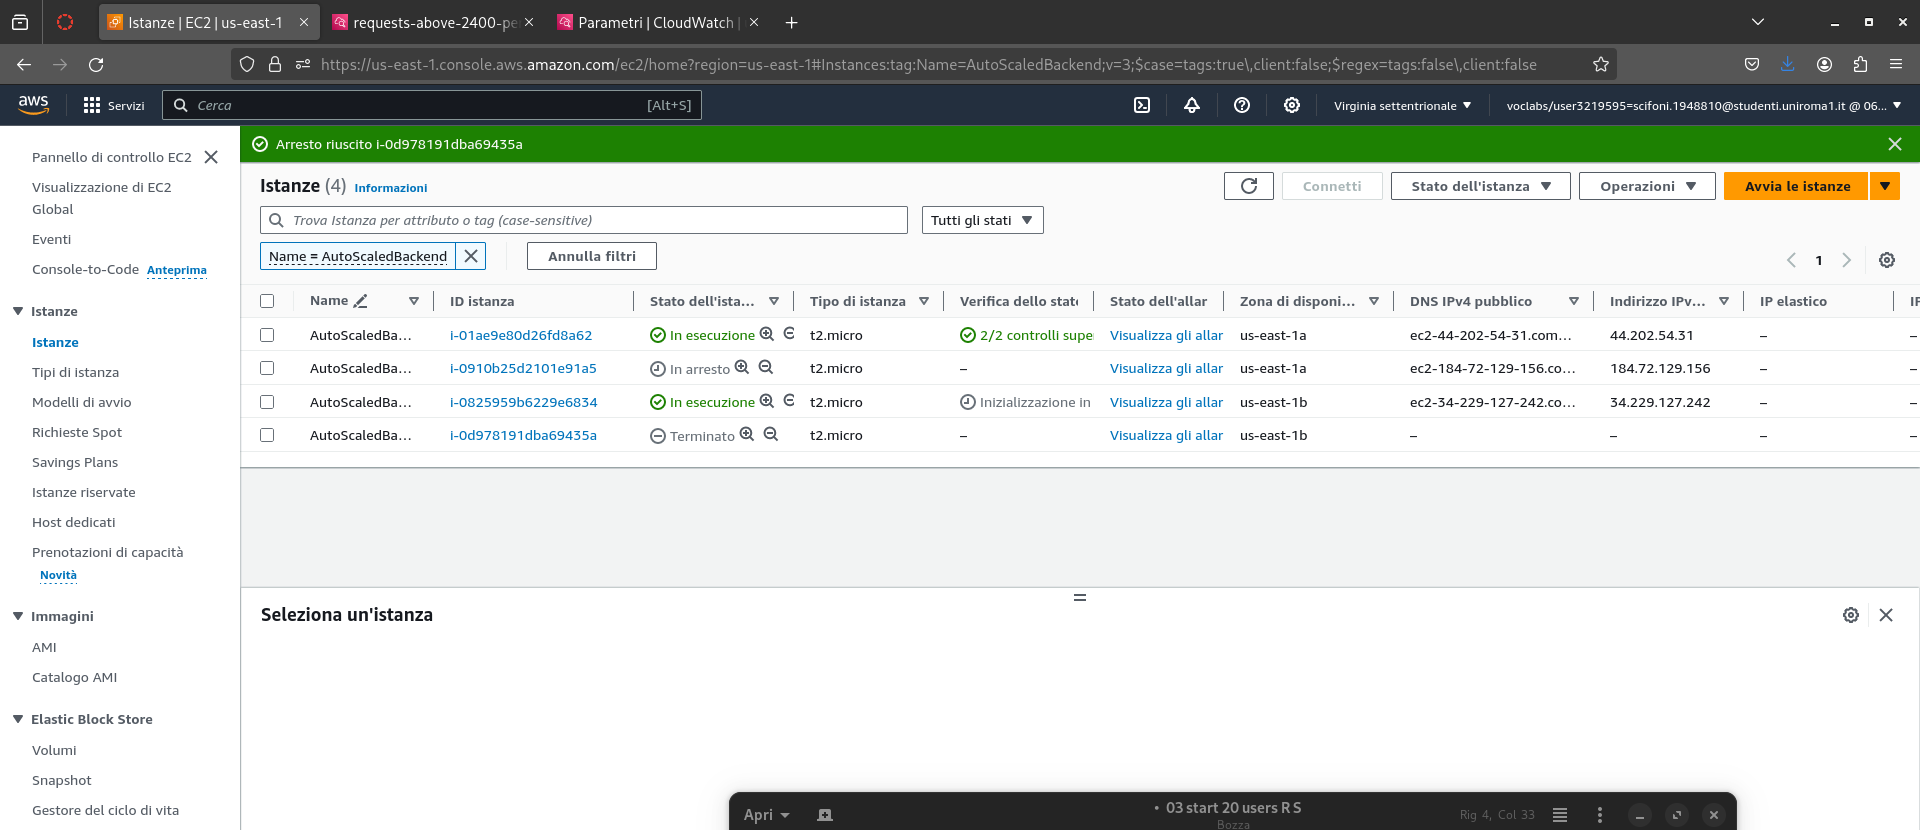 Istanze | EC2 | us-east-1
requests-above-2400-pe
Parametri | CloudWatch |
https://us-east-1.console.aws.amazon.com/ec2/home?region=us-east-1#Instances:tag:Name=AutoScaledBackend;v=3;$case=tags:true\,client:false;$regex=tags:false\,client:false
aws
Servizi
Cerca
[Alt+S]
Virginia settentrionale
voclabs/user3219595=scifoni.1948810@studenti.uniroma1.it @ 06...
Pannello di controllo EC2
Visualizzazione di EC2
Global
Eventi
Console-to-Code Anteprima
Istanze
Istanze
Tipi di istanza
Modelli di avvio
Richieste Spot
Savings Plans
Istanze riservate
Host dedicati
Prenotazioni di capacità
Novità
Immagini
AMI
Catalogo AMI
Elastic Block Store
Volumi
Snapshot
Gestore del ciclo di vita
Arresto riuscito i-0d978191dba69435a
Istanze (4) Informazioni
Connetti
Stato dell'istanza
Operazioni
Avvia le istanze
Trova Istanza per attributo o tag (case-sensitive)
Tutti gli stati
Name = AutoScaledBackend
Annulla filtri
1
Name ID istanza Stato dell'ista... Tipo di istanza Verifica dello stato Stato dell'allar Zona di disponi... DNS IPv4 pubblico Indirizzo IPv... IP elastico IP
AutoScaledBa... i-01ae9e80d26fd8a62 In esecuzione t2.micro 2/2 controlli supe Visualizza gli allar us-east-1a ec2-44-202-54-31.com... 44.202.54.31 – –
AutoScaledBa... i-0910b25d2101e91a5 In arresto t2.micro – Visualizza gli allar us-east-1a ec2-184-72-129-156.co... 184.72.129.156 – –
AutoScaledBa... i-0825959b6229e6834 In esecuzione t2.micro Inizializzazione in Visualizza gli allar us-east-1b ec2-34-229-127-242.co... 34.229.127.242 – –
AutoScaledBa... i-0d978191dba69435a Terminato t2.micro – Visualizza gli allar us-east-1b – – – –
Seleziona un'istanza
Apri
• 03 start 20 users R S
Bozza
Rig 4, Col 33